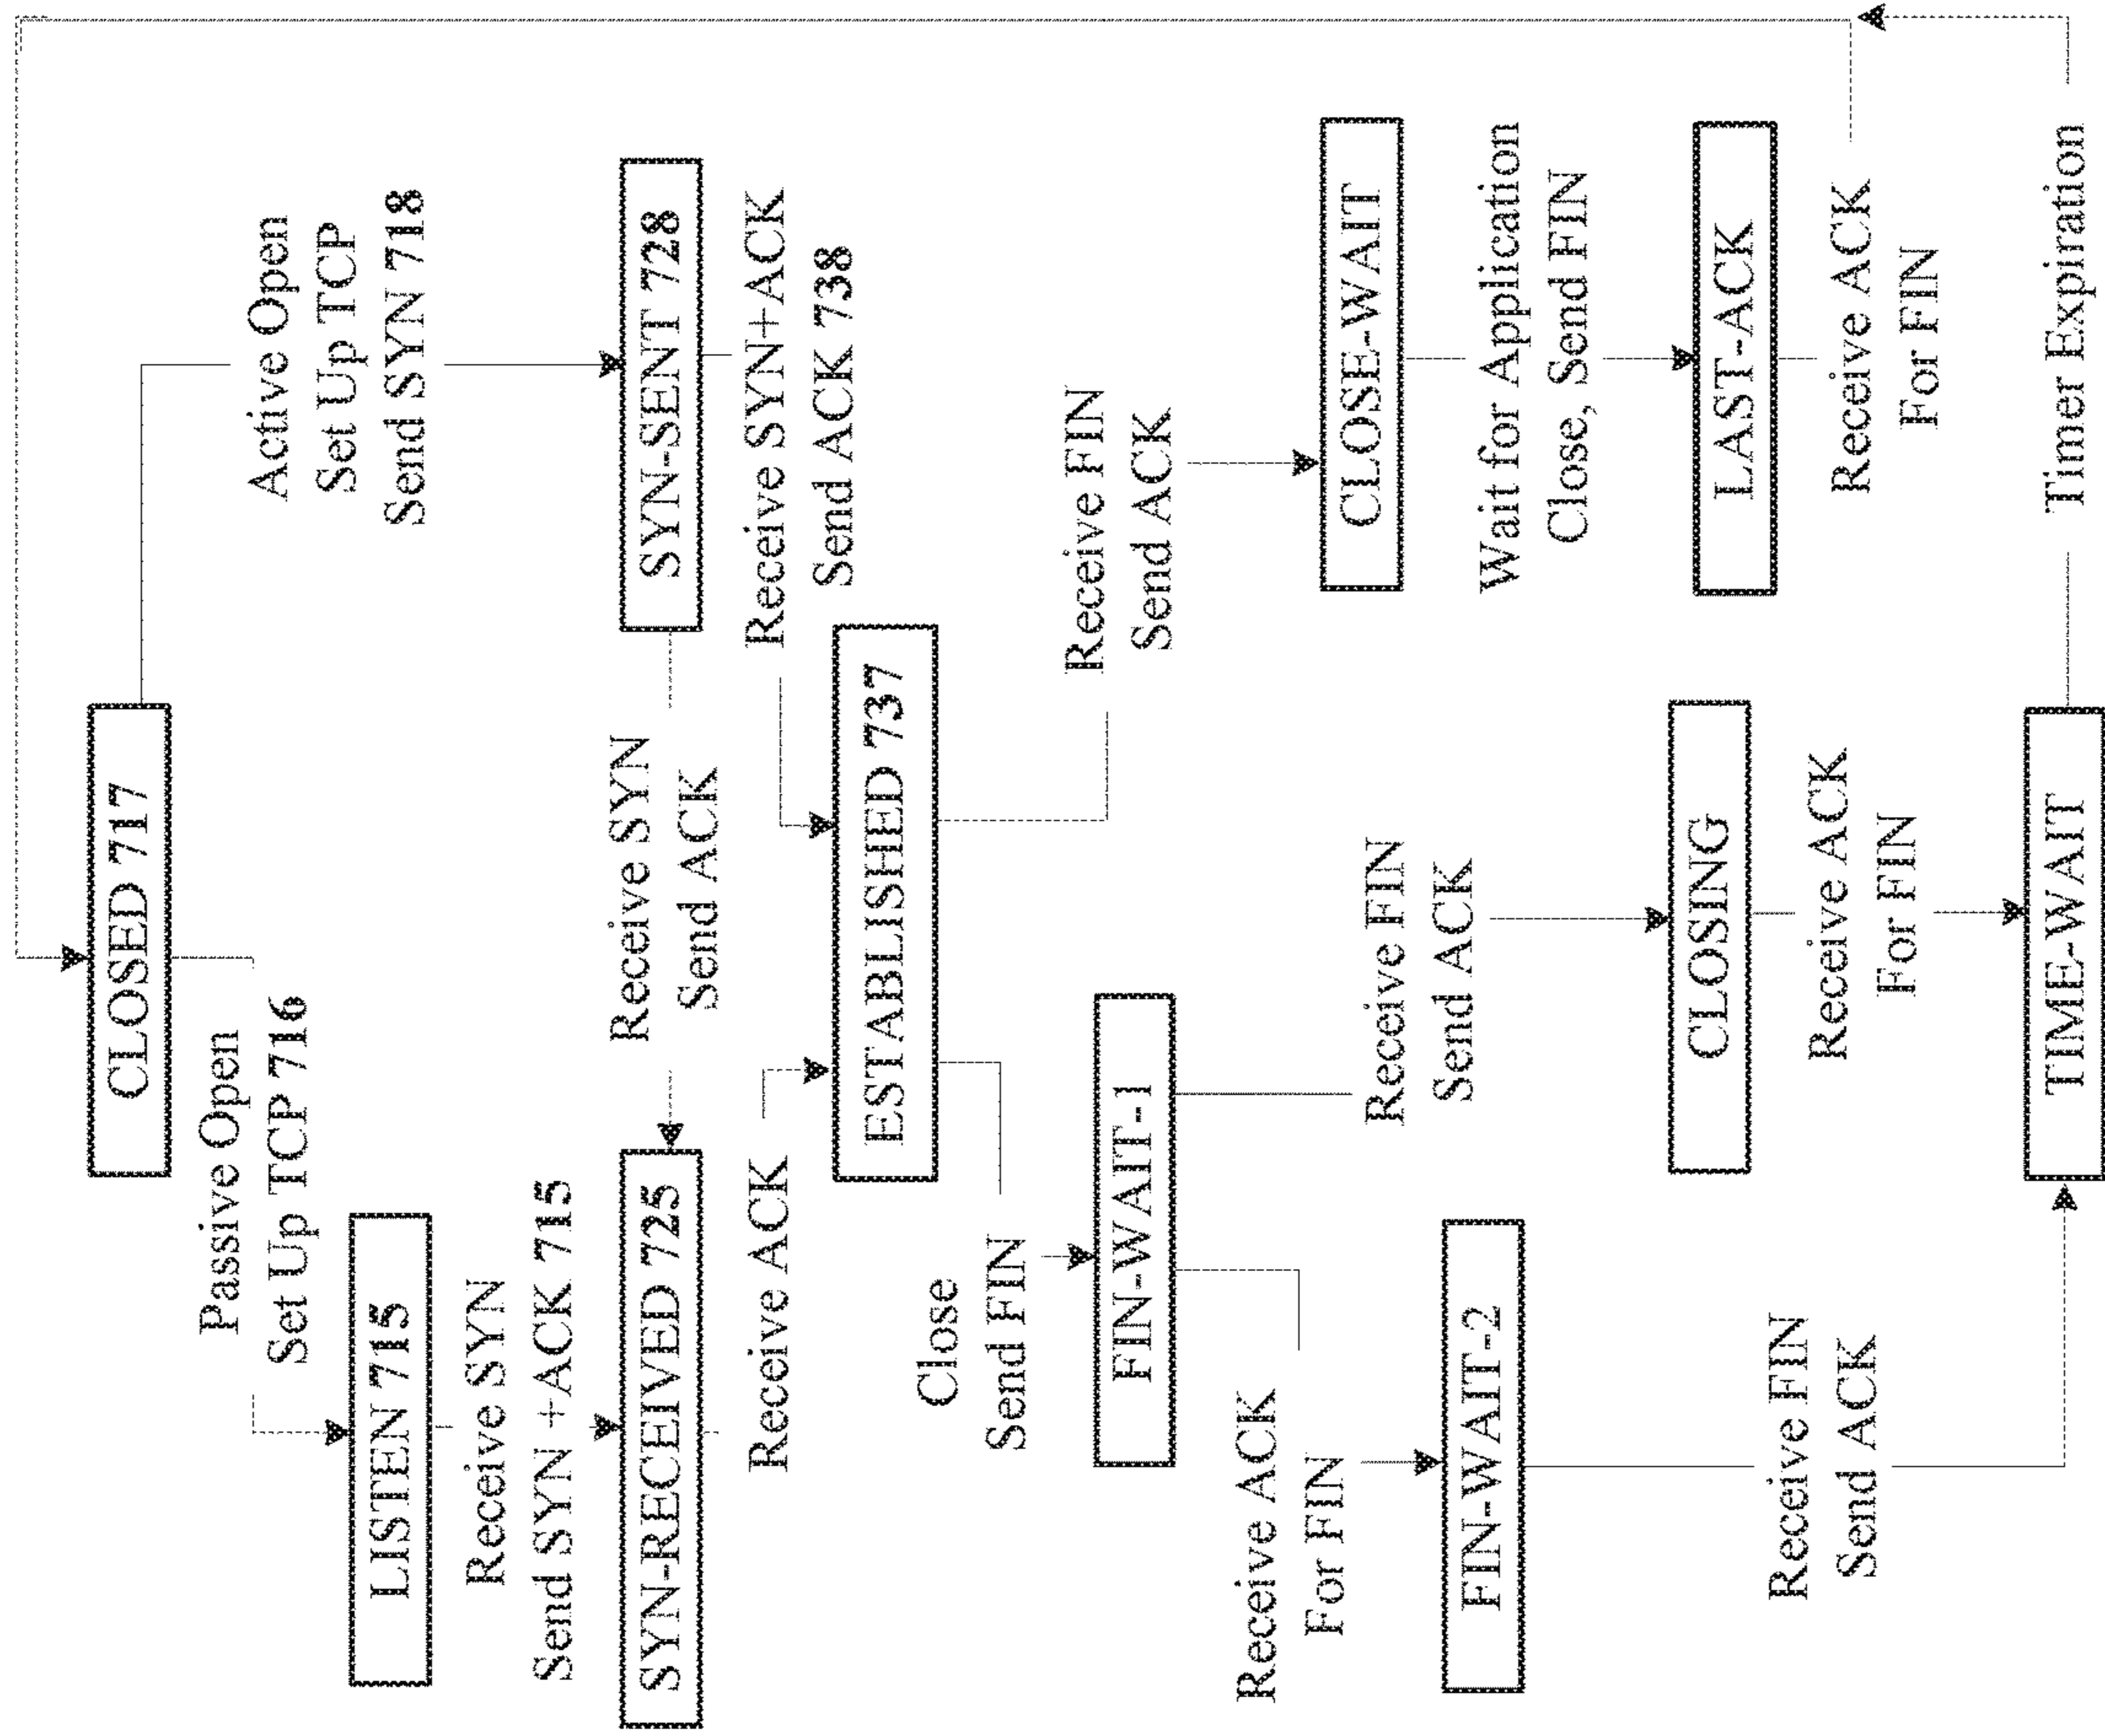 CLOSED 717
Passive Open
Set Up TCP 716
Active Open
Set Up TCP
Send SYN 718
LISTEN 715
Receive SYN
Send SYN +ACK 715
SYN-RECEIVED 725
Receive SYN
Send ACK
SYN-SENT 728
Receive ACK
Receive SYN+ACK
Send ACK 738
ESTABLISHED 737
Close
Send FIN
Receive FIN
Send ACK
FIN-WAIT-1
Receive ACK
For FIN
Receive FIN
Send ACK
CLOSE-WAIT
Wait for Application
Close, Send FIN
FIN-WAIT-2
CLOSING
LAST-ACK
Receive FIN
Send ACK
Receive ACK
For FIN
Receive ACK
For FIN
TIME-WAIT
Timer Expiration